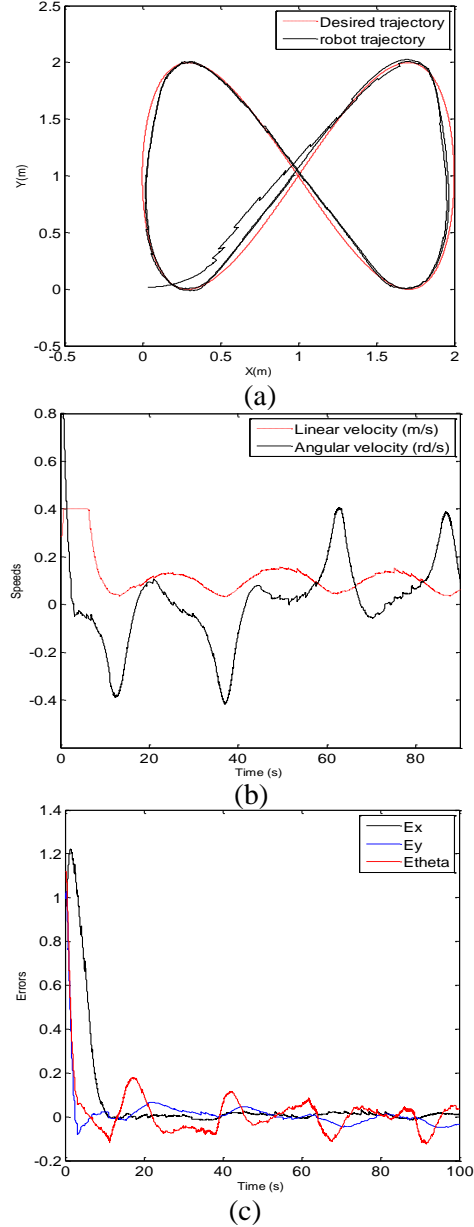 2.5
2
1.5
1
0.5
0
-0.5
Y(m)
Desired trajectory
robot trajectory
-0.5 0 0.5 1 1.5 2
X(m)
(a)
0.8
0.6
0.4
0.2
0
-0.2
-0.4
Speeds
Linear velocity (m/s)
Angular velocity (rd/s)
0 20 40 60 80
Time (s)
(b)
1.4
1.2
1
0.8
0.6
0.4
0.2
0
-0.2
Errors
Ex
Ey
Etheta
0 20 40 60 80 100
Time (s)
(c)